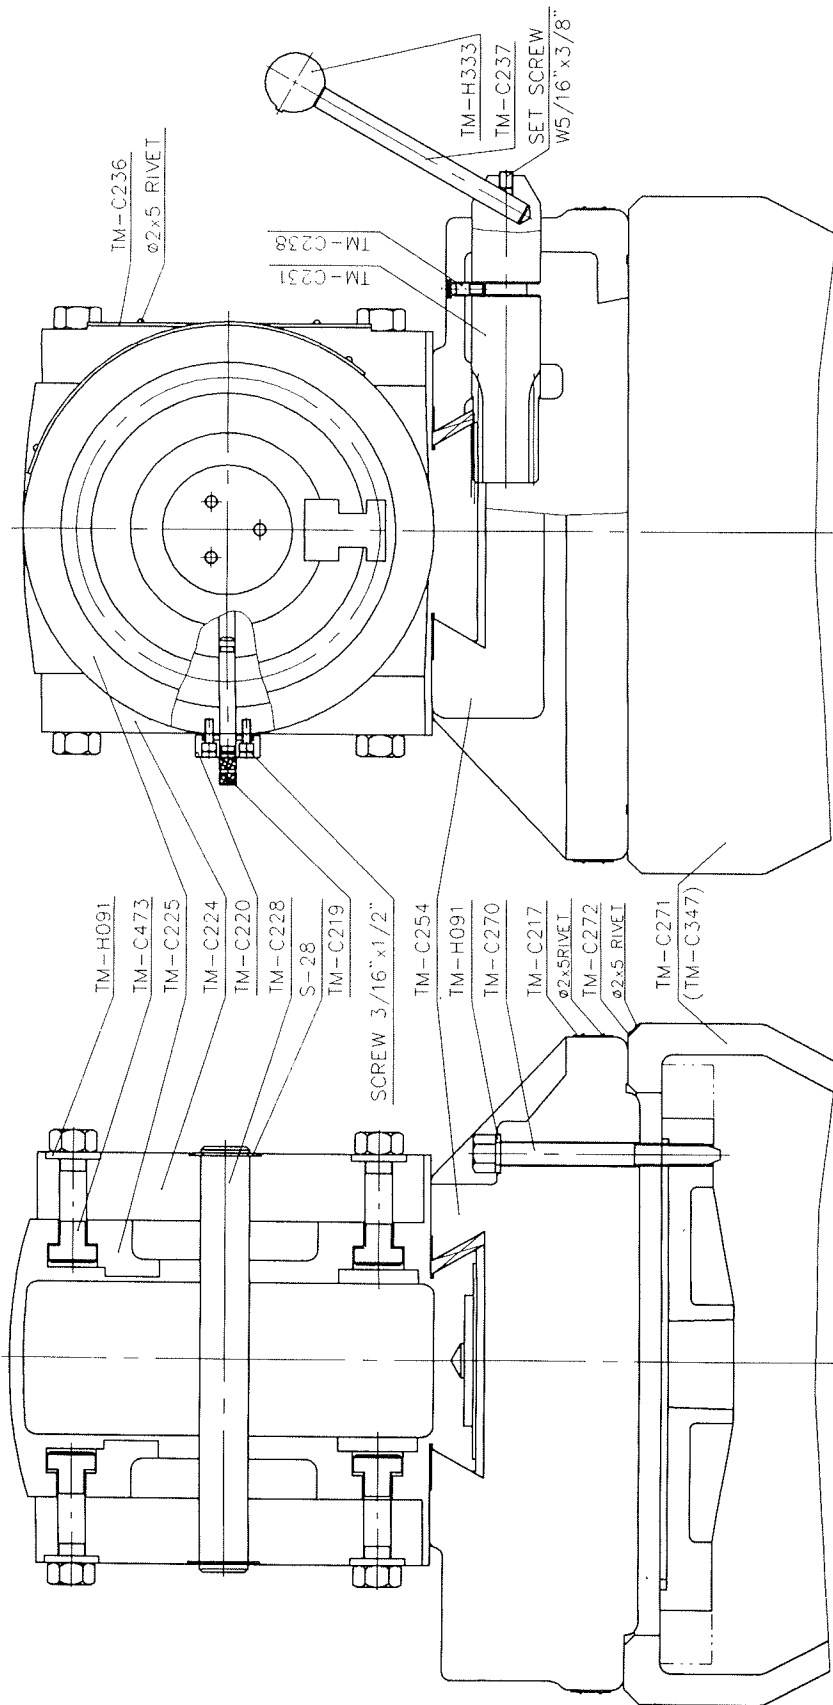 TM-H091
TM-C473
TM-C225
TM-C224
TM-C220
TM-C228
S-28
TM-C219
SCREW 3/16"x1/2"
TM-C254
TM-H091
TM-C270
TM-C217
ø2x5RIVET
TM-C272
ø2x5 RIVET
TM-C271
(TM-C347)
TM-C236
ø2x5 RIVET
TM-C238
TM-C231
TM-H333
TM-C237
SET SCREW
W5/16"x3/8"